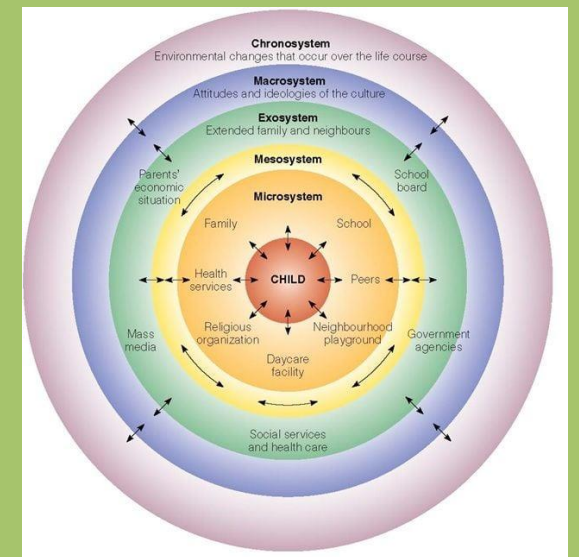 Chronosystem
Environmental changes that occur over the life course
Macrosystem
Attitudes and ideologies of the culture
Exosystem
Extended family and neighbours
Mesosystem
Parents'
economic
situation
School
board
Microsystem
Family
School
Health
services
CHILD
Peers
Religious
organization
Neighbourhood
playground
Mass
media
Government
agencies
Daycare
facility
Social services
and health care